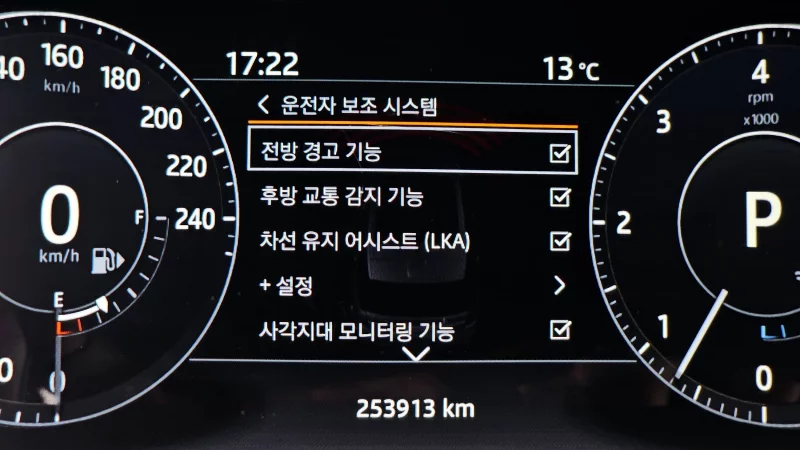 17:22
13 °C
운전자 보조 시스템
전방 경고 기능
후방 교통 감지 기능
차선 유지 어시스트 (LKA)
+ 설정
사각지대 모니터링 기능
253913 km
160
km/h
180
200
220
240
0
km/h
F
E
0
4
rpm
x1000
3
2
1
0
P